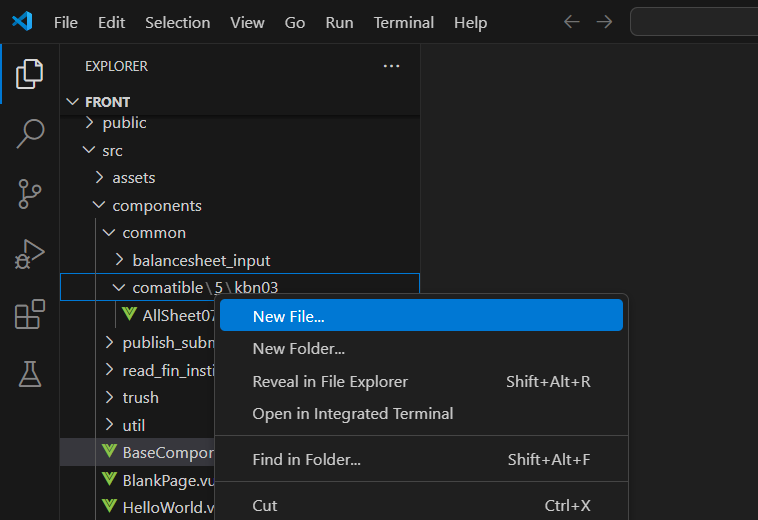 File Edit Selection View Go Run Terminal Help
EXPLORER ...
FRONT
public
src
assets
components
common
balancesheet_input
comatible\5\kbn03
AllSheet07
New File...
New Folder...
publish_subm
Reveal in File Explorer Shift+Alt+R
read_fin_insti
Open in Integrated Terminal
trush
util
BaseCompor
Find in Folder... Shift+Alt+F
BlankPage.vu
Cut Ctrl+X
HelloWorld.v